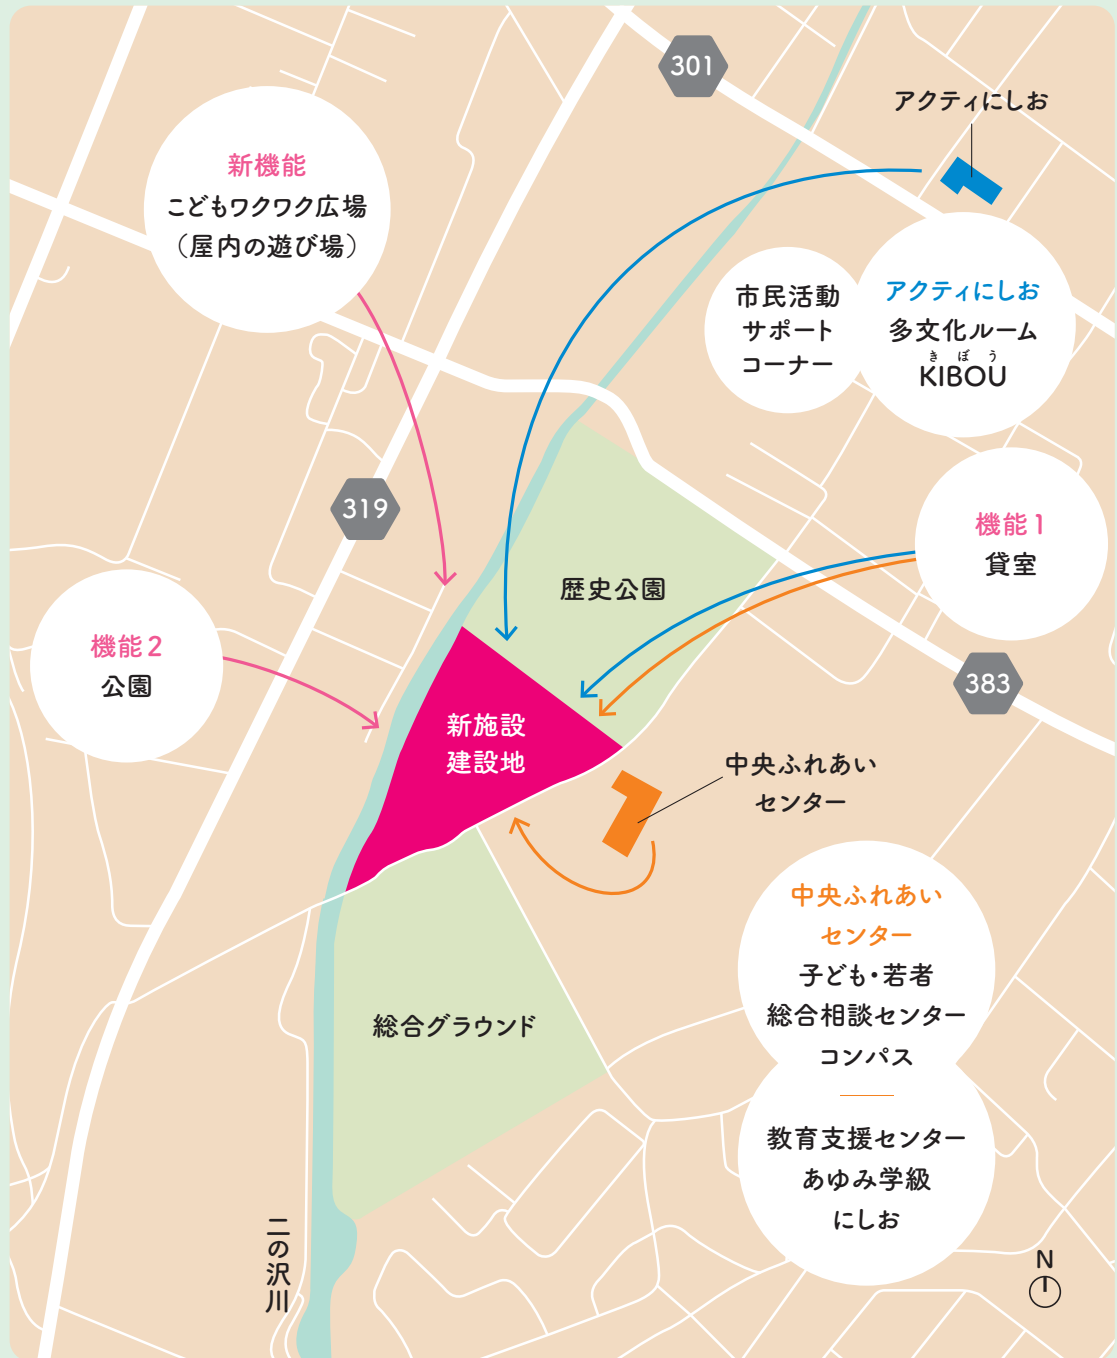 301
アクティにしお
新機能
こどもワクワク広場
（屋内の遊び場）
市民活動
サポート
コーナー
アクティにしお
多文化ルーム
きぼう
KIBOU
319
機能1
貸室
歴史公園
機能2
公園
383
新施設
建設地
中央ふれあい
センター
中央ふれあい
センター
子ども・若者
総合相談センター
コンパス
総合グラウンド
教育支援センター
あゆみ学級
にしお
二の沢川
N